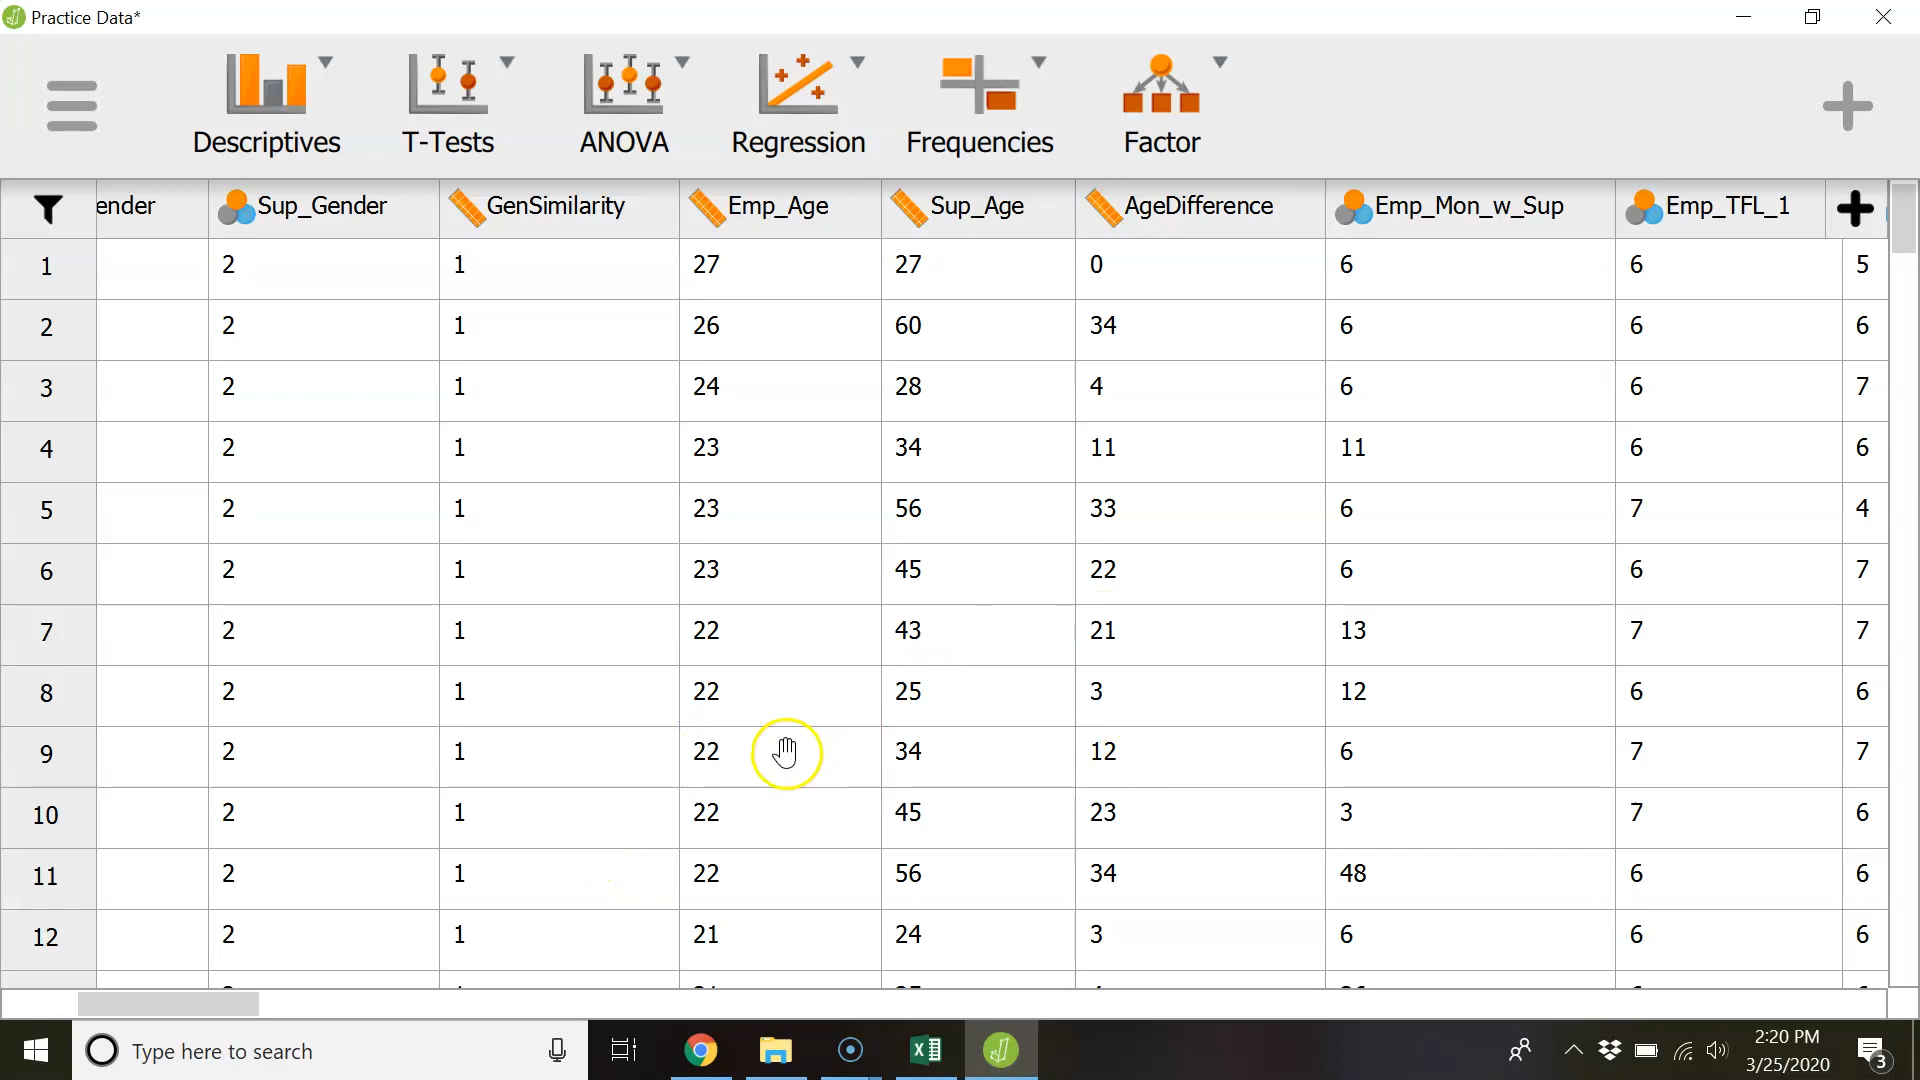 Practice Data*
Descriptives T-Tests ANOVA Regression Frequencies Factor
ender Sup_Gender GenSimilarity Emp_Age Sup_Age AgeDifference Emp_Mon_w_Sup Emp_TFL_1
1 2 1 27 27 0 6 6 5
2 2 1 26 60 34 6 6 6
3 2 1 24 28 4 6 6 7
4 2 1 23 34 11 11 6 6
5 2 1 23 56 33 6 7 4
6 2 1 23 45 22 6 6 7
7 2 1 22 43 21 13 7 7
8 2 1 22 25 3 12 6 6
9 2 1 22 34 12 6 7 7
10 2 1 22 45 23 3 7 6
11 2 1 22 56 34 48 6 6
12 2 1 21 24 3 6 6 6
Type here to search
2:20 PM
3/25/2020
3